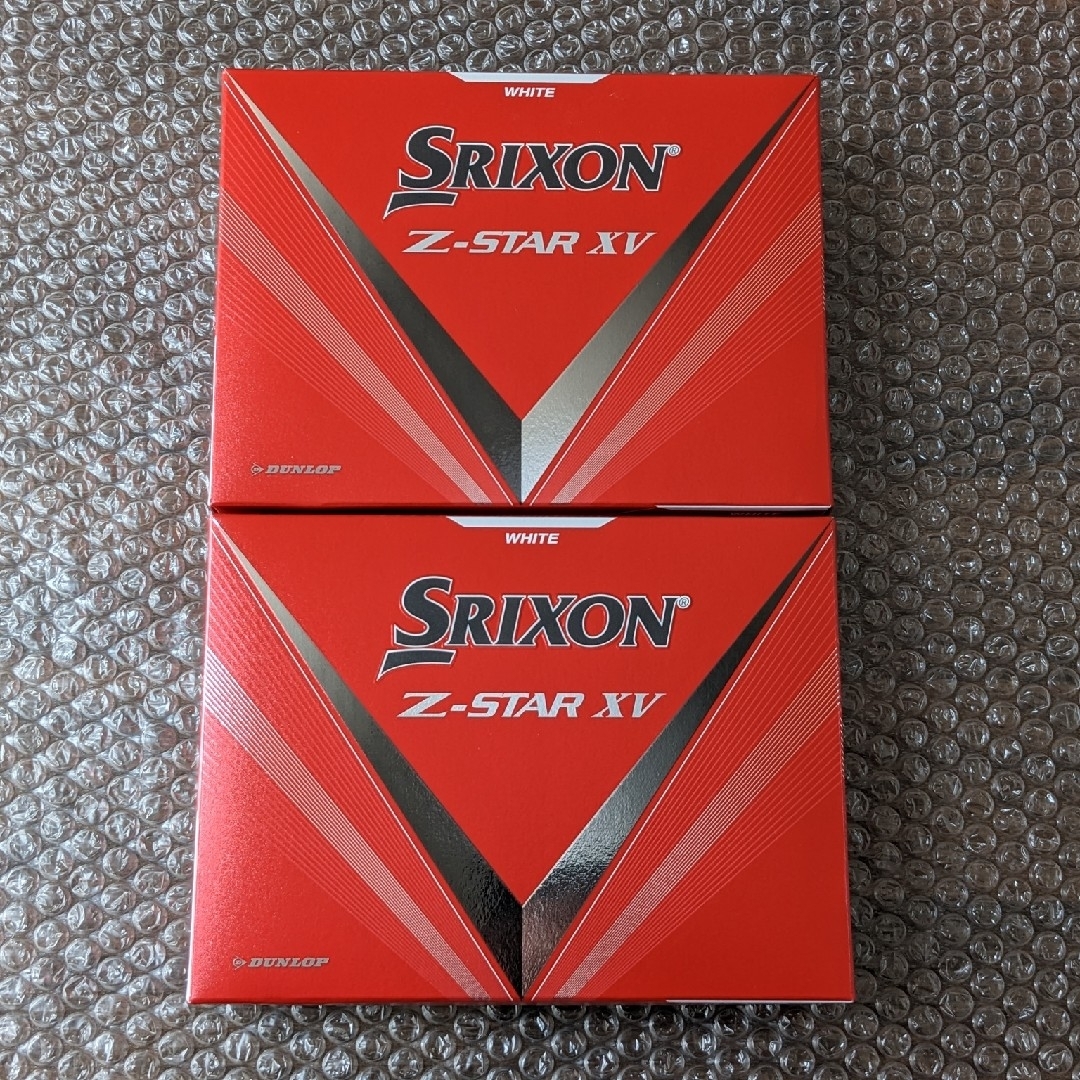 WHITE
SRIXON®
Z-STAR XV
DUNLOP
WHITE
SRIXON®
Z-STAR XV
DUNLOP